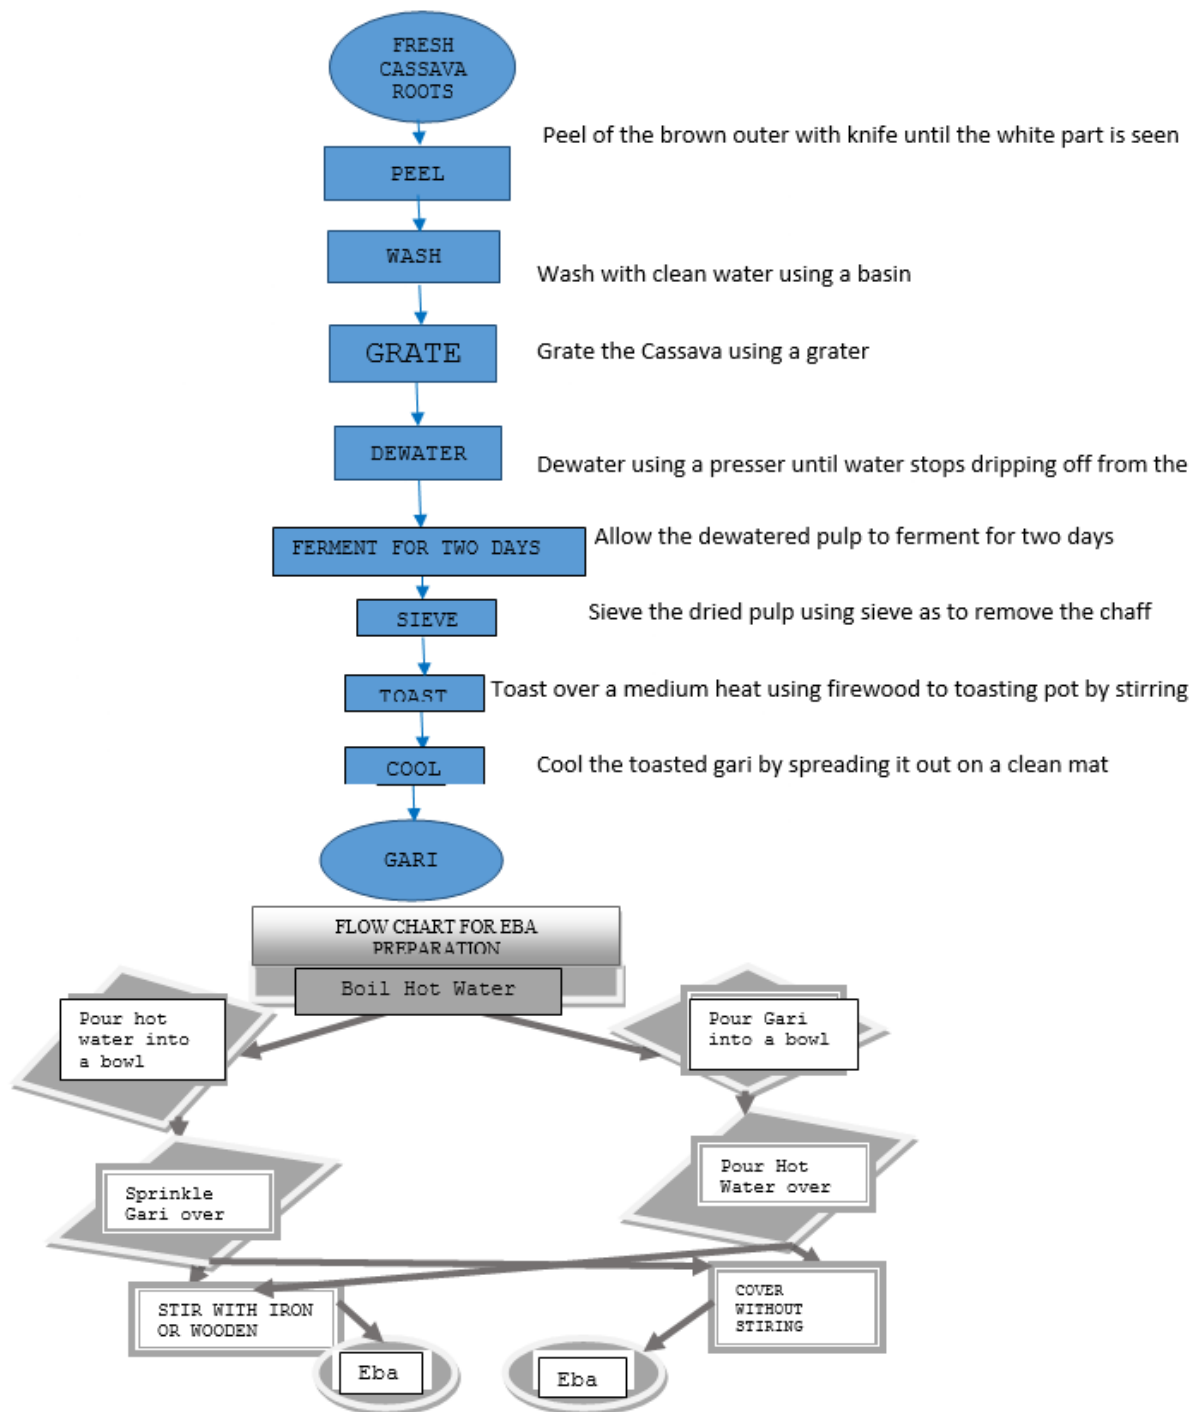 FRESH
CASSAVA
ROOTS
Peel of the brown outer with knife until the white part is seen
PEEL
WASH
Wash with clean water using a basin
GRATE
Grate the Cassava using a grater
DEWATER
Dewater using a presser until water stops dripping off from the
FERMENT FOR TWO DAYS
Allow the dewatered pulp to ferment for two days
SIEVE
Sieve the dried pulp using sieve as to remove the chaff
TOAST
Toast over a medium heat using firewood to toasting pot by stirring
COOL
Cool the toasted gari by spreading it out on a clean mat
GARI
FLOW CHART FOR EBA
PREPARATION
Boil Hot Water
Pour hot
water into
a bowl
Pour Gari
into a bowl
Sprinkle
Gari over
Pour Hot
Water over
STIR WITH IRON
OR WOODEN
COVER
WITHOUT
STIRING
Eba
Eba